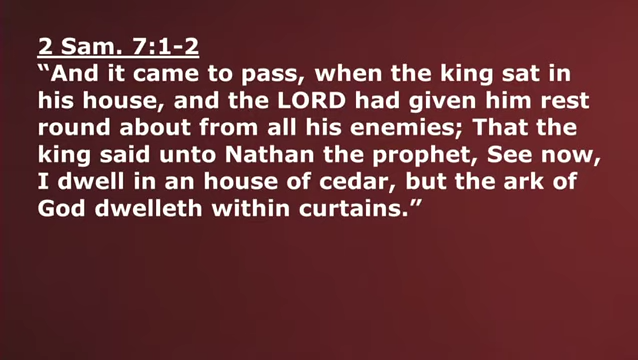 2 Sam. 7:1-2
“And it came to pass, when the king sat in
his house, and the LORD had given him rest
round about from all his enemies; That the
king said unto Nathan the prophet, See now,
I dwell in an house of cedar, but the ark of
God dwelleth within curtains.”